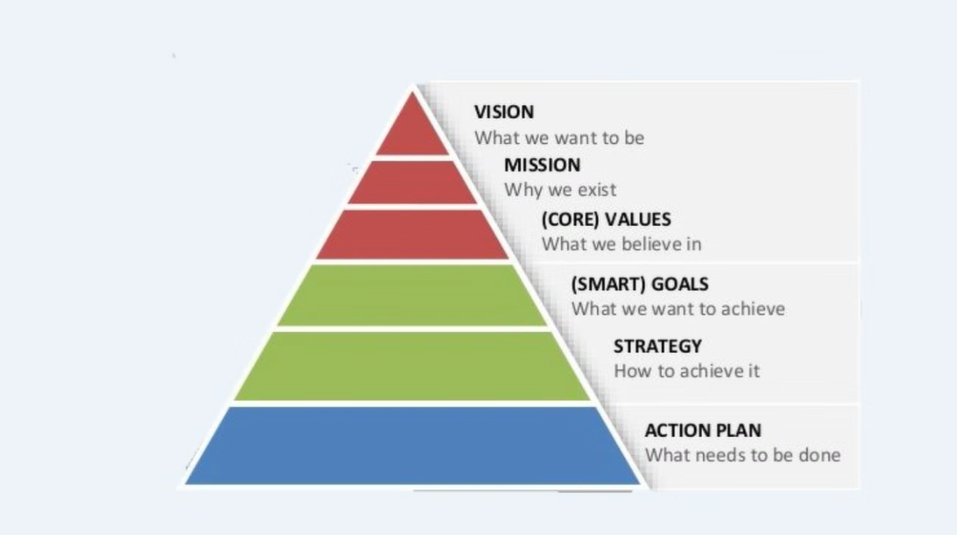 VISION
What we want to be
MISSION
Why we exist
(CORE) VALUES
What we believe in
(SMART) GOALS
What we want to achieve
STRATEGY
How to achieve it
ACTION PLAN
What needs to be done